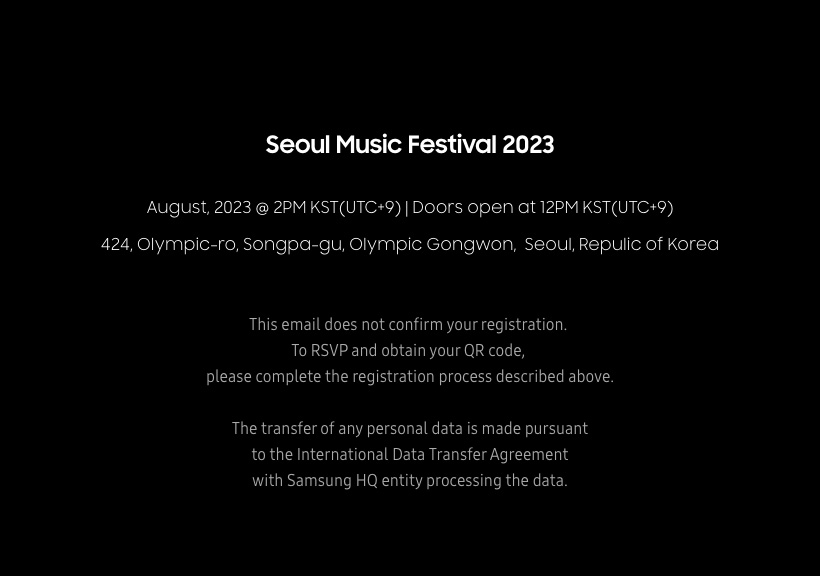 Seoul Music Festival 2023
August, 2023 @ 2PM KST(UTC+9) | Doors open at 12PM KST(UTC+9)
424, Olympic-ro, Songpa-gu, Olympic Gongwon,  Seoul, Repulic of Korea
This email does not confirm your registration.
To RSVP and obtain your QR code,
please complete the registration process described above.
The transfer of any personal data is made pursuant
to the International Data Transfer Agreement
with Samsung HQ entity processing the data.